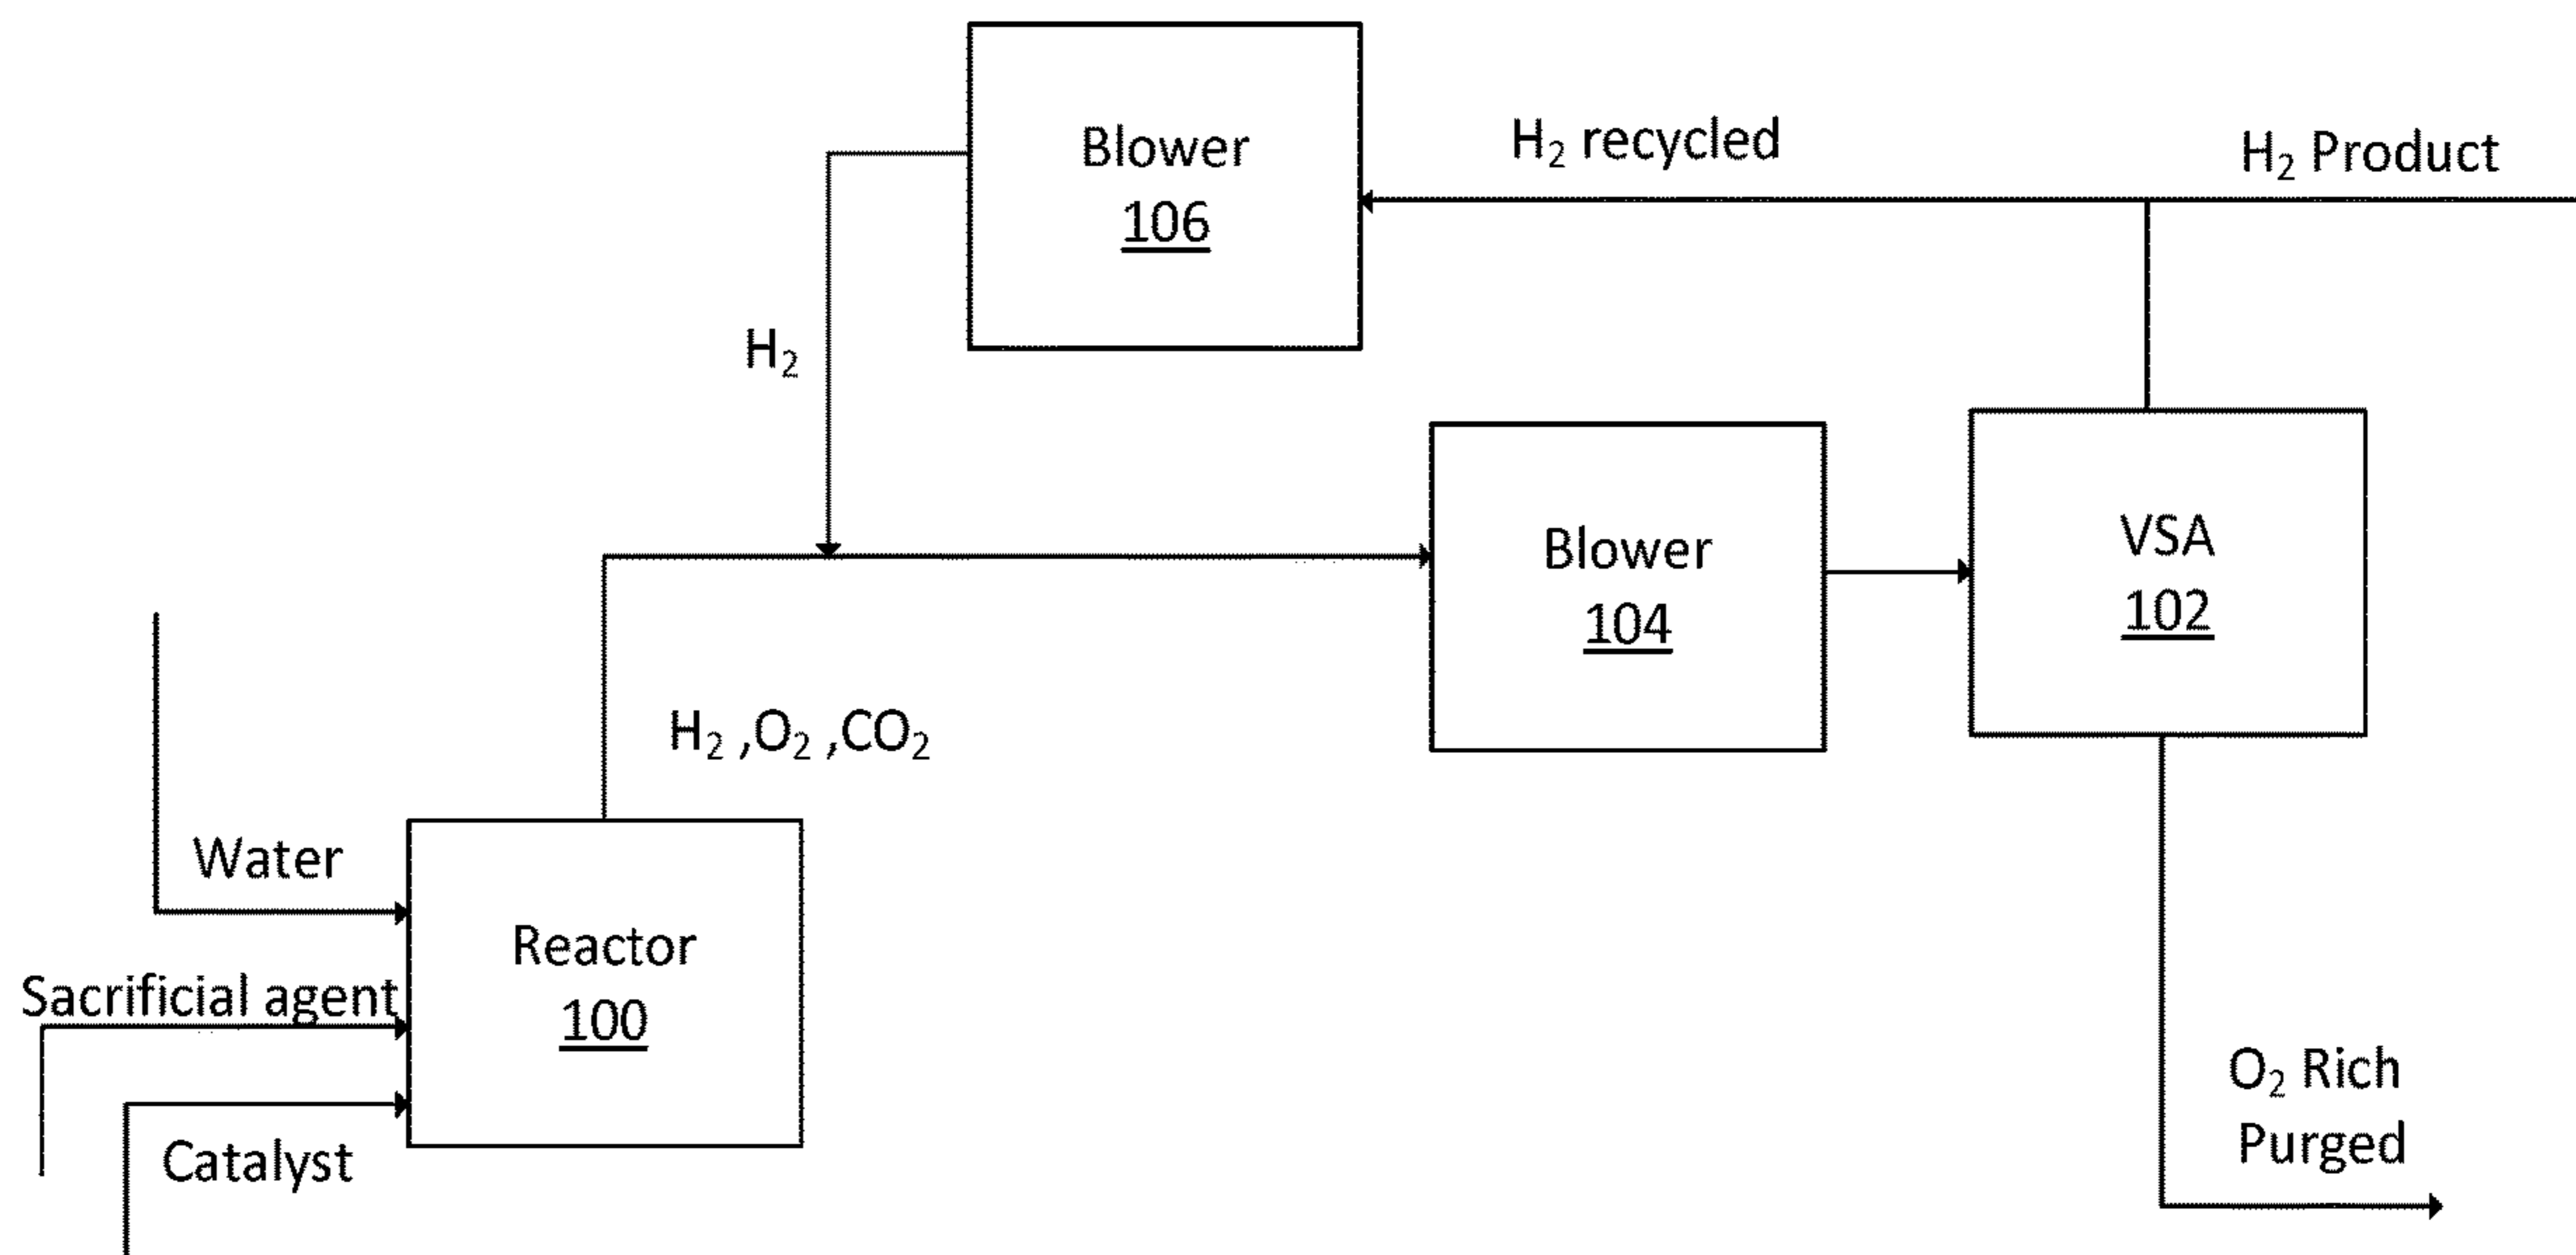 Blower
106
H₂ recycled
H₂ Product
H₂
Blower
104
VSA
102
H₂ ,O₂ ,CO₂
Water
Reactor
100
Sacrificial agent
Catalyst
O₂ Rich
Purged